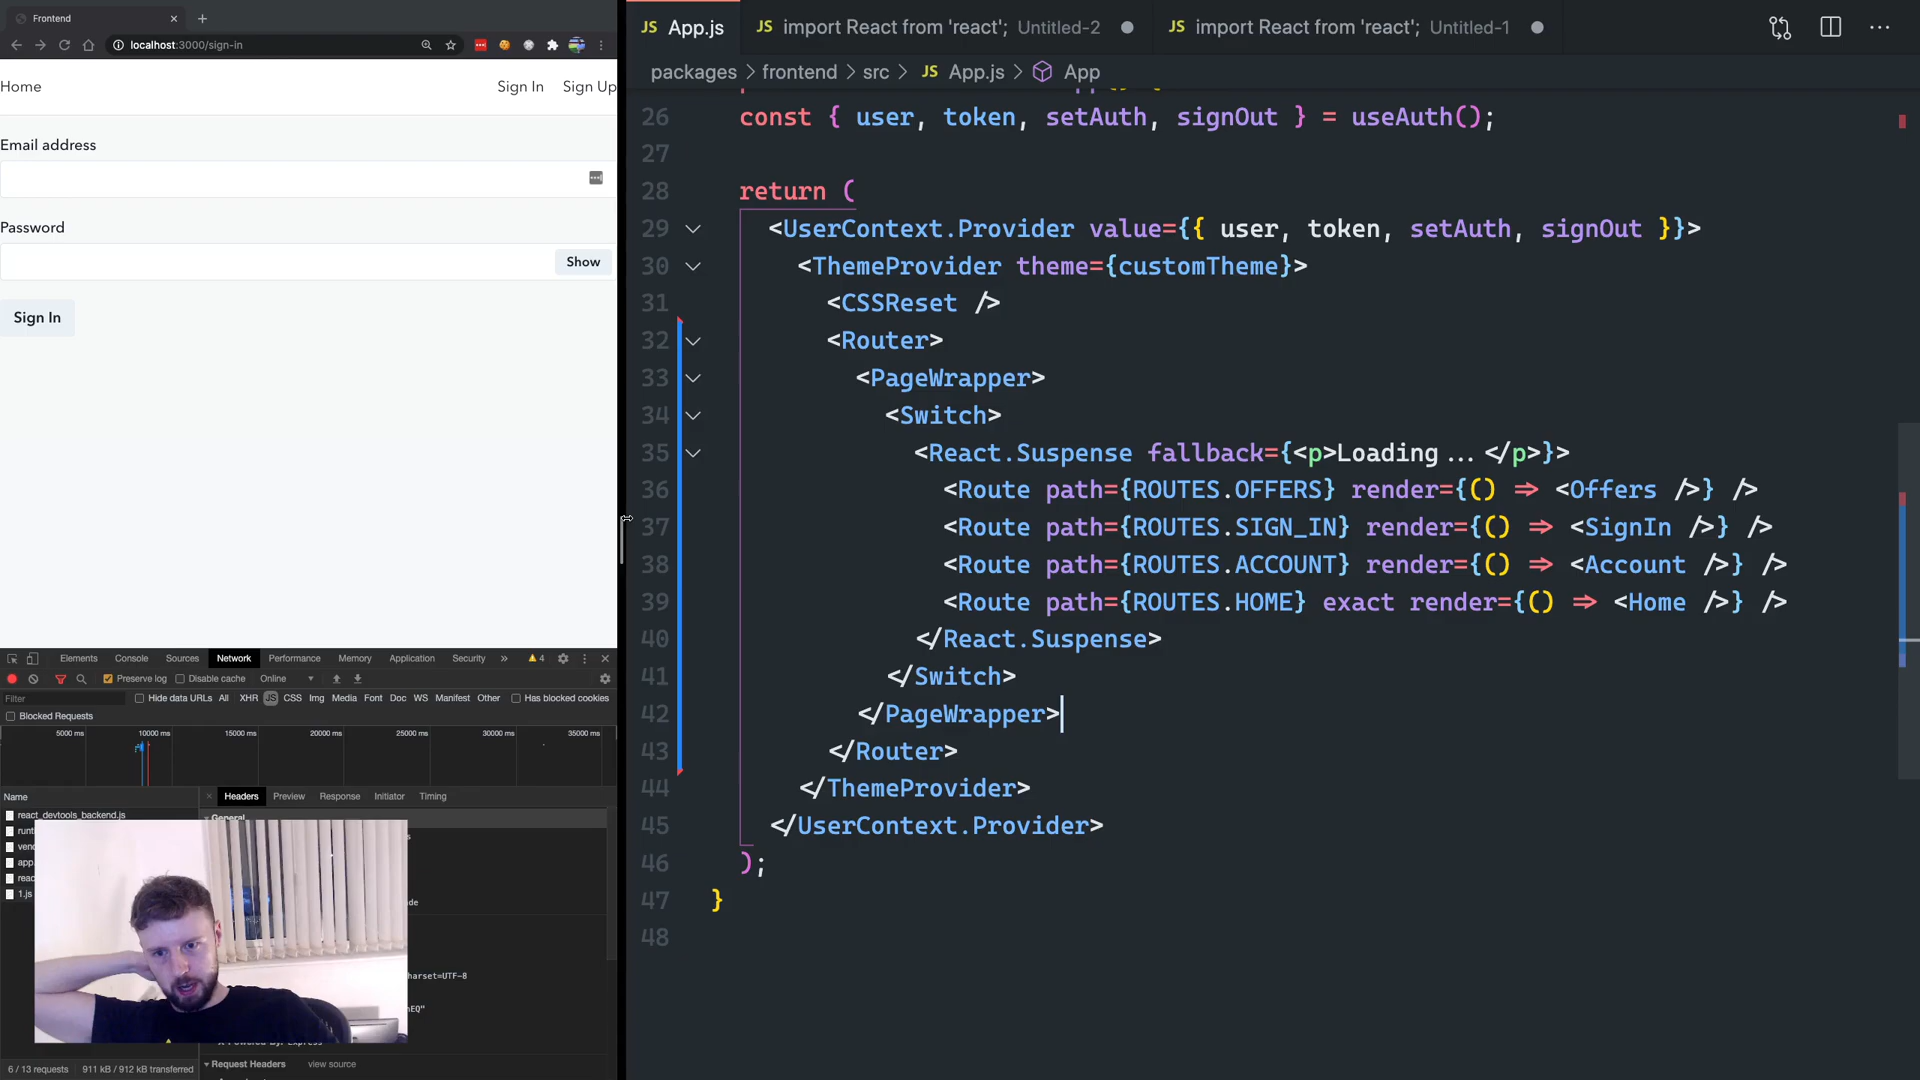 Frontend
localhost:3000/sign-in
Home
Sign In
Sign Up
Email address
Password
Show
Sign In
Elements Console Sources Network Performance Memory Application Security » 4
Preserve log Disable cache Online
Filter Hide data URLs All XHR JS CSS Img Media Font Doc WS Manifest Other Has blocked cookies
Blocked Requests
5000 ms 10000 ms 15000 ms 20000 ms 25000 ms 30000 ms 35000 ms
Name
Headers Preview Response Initiator Timing
react_devtools_backend.js
General
1.js
harset=UTF-8
Request Headers view source
6 / 13 requests 911 kB / 912 kB transferred
JS App.js JS import React from 'react'; Untitled-2 JS import React from 'react'; Untitled-1
packages > frontend > src > JS App.js > App
26 const { user, token, setAuth, signOut } = useAuth();
27
28 return (
29 <UserContext.Provider value={{ user, token, setAuth, signOut }}>
30 <ThemeProvider theme={customTheme}>
31 <CSSReset />
32 <Router>
33 <PageWrapper>
34 <Switch>
35 <React.Suspense fallback={<p>Loading...</p>}>
36 <Route path={ROUTES.OFFERS} render={() => <Offers />} />
37 <Route path={ROUTES.SIGN_IN} render={() => <SignIn />} />
38 <Route path={ROUTES.ACCOUNT} render={() => <Account />} />
39 <Route path={ROUTES.HOME} exact render={() => <Home />} />
40 </React.Suspense>
41 </Switch>
42 </PageWrapper>
43 </Router>
44 </ThemeProvider>
45 </UserContext.Provider>
46 );
47 }
48